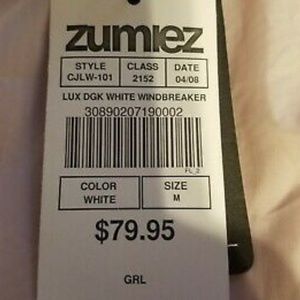 zumiez
STYLE CLASS DATE
CJLW-101 2152 04/08
LUX DGK WHITE WINDBREAKER
30890207190002
FL_2
COLOR SIZE
WHITE M
$79.95
GRL